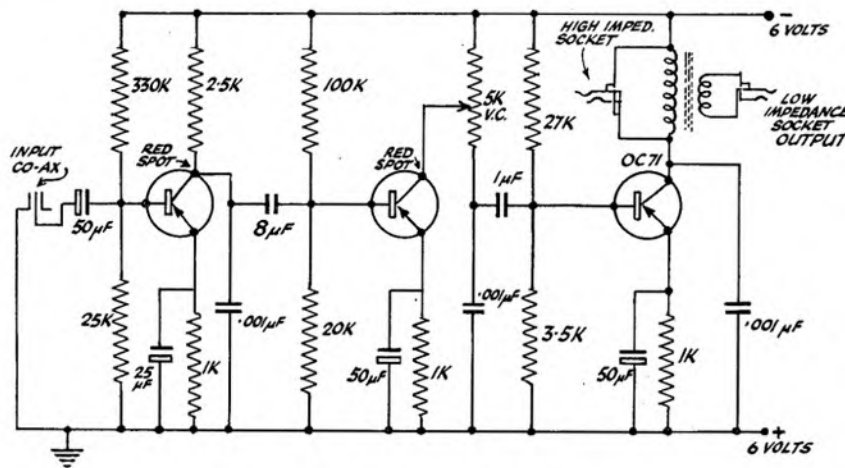 HIGH IMPED.
SOCKET
-
6 VOLTS
330K
2·5K
100K
5K
V.C.
27K
LOW
IMPEDANCE
SOCKET
OUTPUT
INPUT
CO-AX
RED
SPOT
RED
SPOT
OC71
50µF
8µF
1µF
25K
·001µF
20K
·001µF
3·5K
·001µF
25
µF
1K
50µF
1K
50µF
1K
+
6 VOLTS